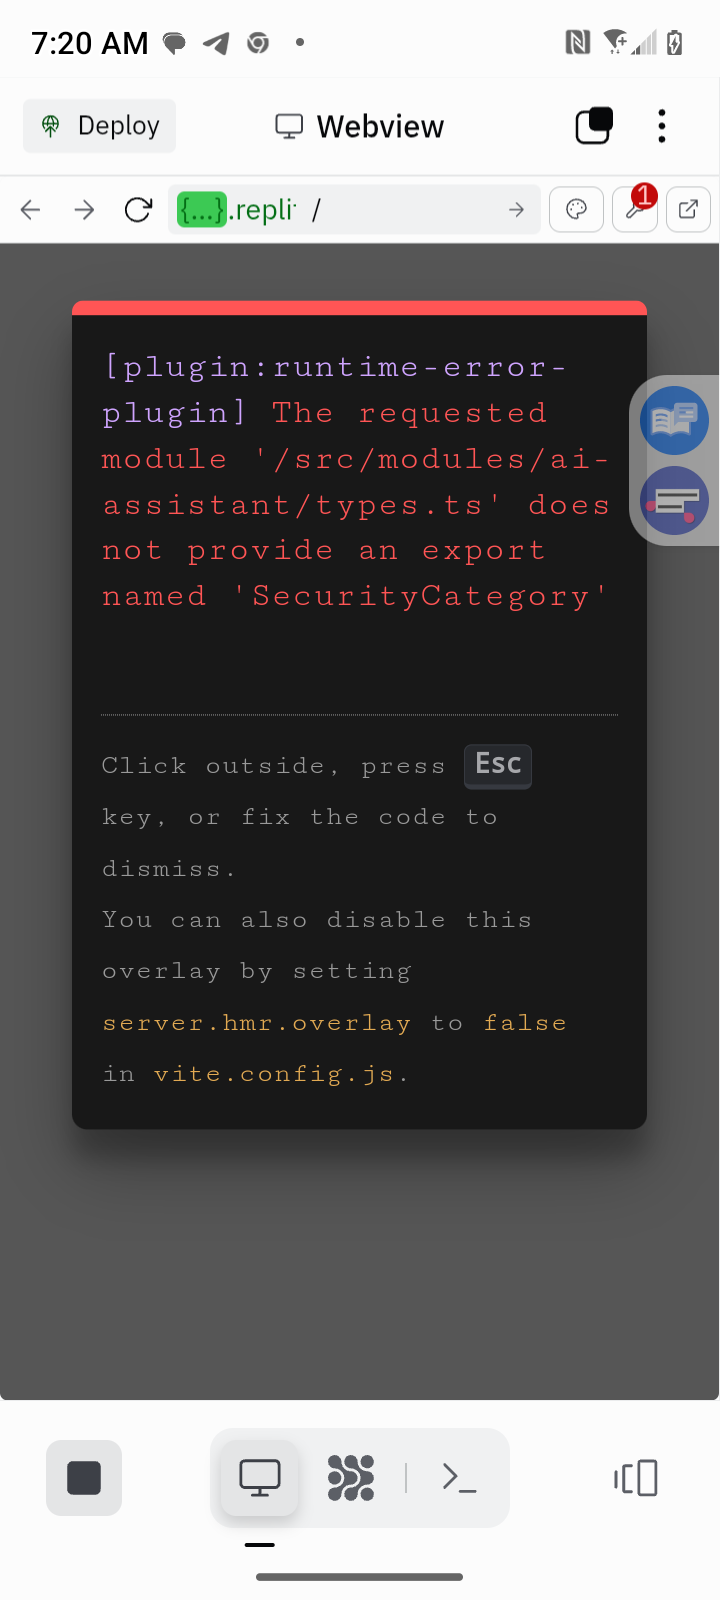 7:20 AM
Deploy
Webview
{...}.repli /
1
[plugin:runtime-error-
plugin] The requested
module '/src/modules/ai-
assistant/types.ts' does
not provide an export
named 'SecurityCategory'
Click outside, press Esc
key, or fix the code to
dismiss.
You can also disable this
overlay by setting
server.hmr.overlay to false
in vite.config.js.